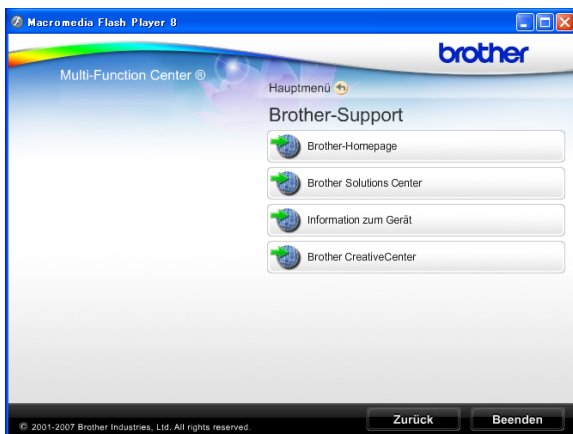 Macromedia Flash Player 8
brother
Multi-Function Center ®
Hauptmenü
Brother-Support
Brother-Homepage
Brother Solutions Center
Information zum Gerät
Brother CreativeCenter
© 2001-2007 Brother Industries, Ltd. All rights reserved.
Zurück
Beenden